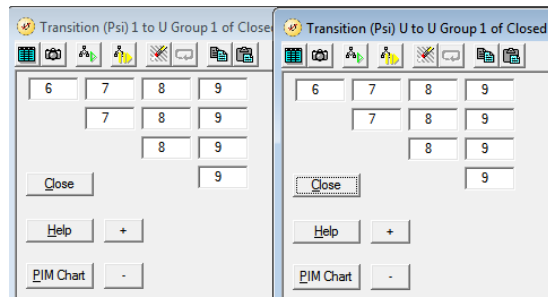 Transition (Psi) 1 to U Group 1 of Close
6 7 8 9
7 8 9
8 9
9
Close
Help +
PIM Chart -
Transition (Psi) U to U Group 1 of Closed
6 7 8 9
7 8 9
8 9
9
Close
Help +
PIM Chart -